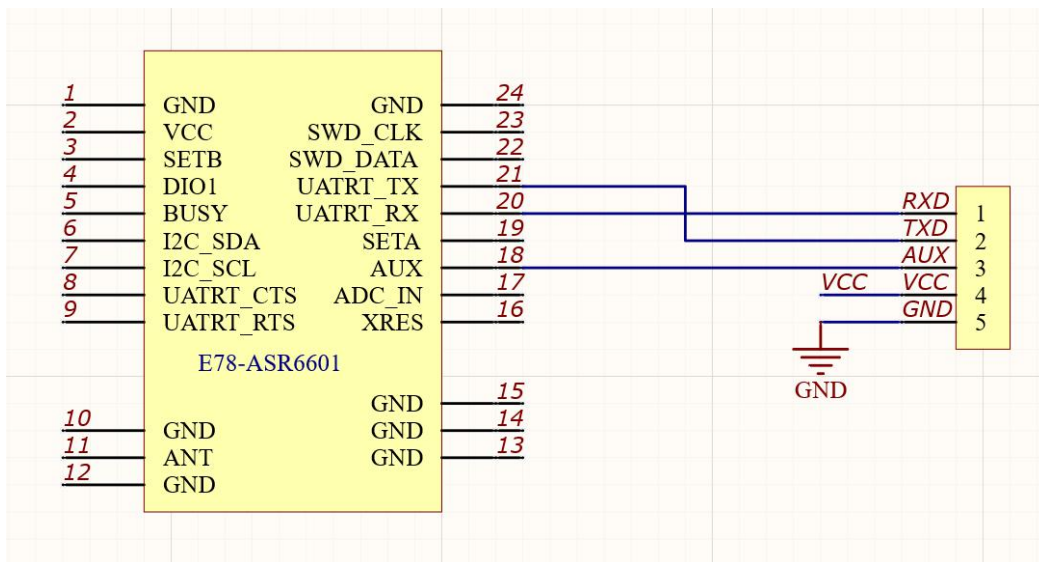 1 GND GND 24
2 VCC SWD_CLK 23
3 SETB SWD_DATA 22
4 DIO1 UATRT_TX 21
5 BUSY UATRT_RX 20 RXD 1
6 I2C_SDA SETA 19 TXD 2
7 I2C_SCL AUX 18 AUX 3
8 UATRT_CTS ADC_IN 17 VCC VCC 4
9 UATRT_RTS XRES 16 GND 5
E78-ASR6601
GND
GND 15
10 GND GND 14
11 ANT GND 13
12 GND